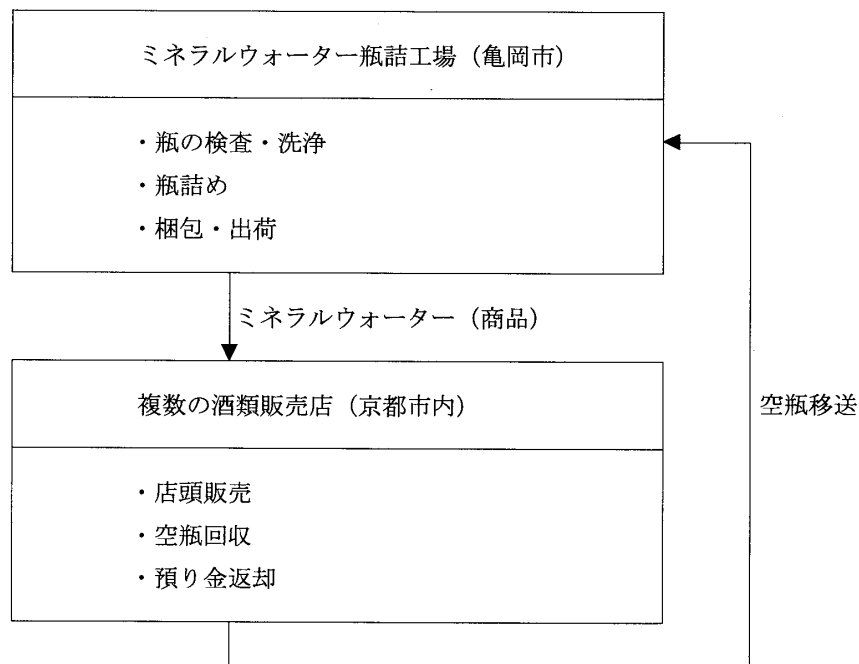 ミネラルウォーター瓶詰工場（亀岡市）
・瓶の検査・洗浄
・瓶詰め
・梱包・出荷
ミネラルウォーター（商品）
複数の酒類販売店（京都市内）
空瓶移送
・店頭販売
・空瓶回収
・預り金返却